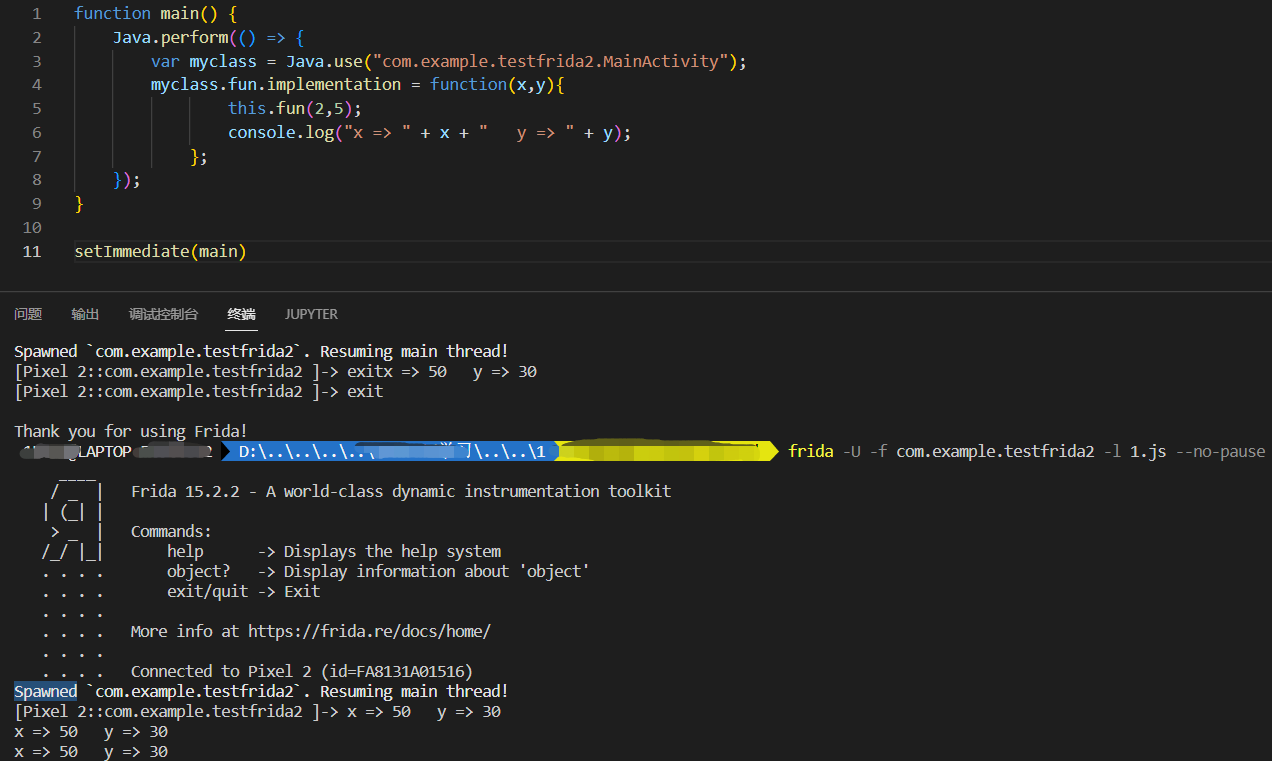 1 function main() {
2 Java.perform(() => {
3 var myclass = Java.use("com.example.testfrida2.MainActivity");
4 myclass.fun.implementation = function(x,y){
5 this.fun(2,5);
6 console.log("x => " + x + "   y => " + y);
7 };
8 });
9 }
10
11 setImmediate(main)
问题 输出 调试控制台 终端 JUPYTER
Spawned `com.example.testfrida2`. Resuming main thread!
[Pixel 2::com.example.testfrida2 ]-> exitx => 50   y => 30
[Pixel 2::com.example.testfrida2 ]-> exit
Thank you for using Frida!
LAPTOP 2 D:\..\..\..\..\ 习\..\..\1 frida -U -f com.example.testfrida2 -l 1.js --no-pause
____
/ _  |   Frida 15.2.2 - A world-class dynamic instrumentation toolkit
| (_| |
> _  |   Commands:
/_/ |_|       help      -> Displays the help system
. . . .       object?   -> Display information about 'object'
. . . .       exit/quit -> Exit
. . . .
. . . .   More info at https://frida.re/docs/home/
. . . .
. . . .   Connected to Pixel 2 (id=FA8131A01516)
Spawned `com.example.testfrida2`. Resuming main thread!
[Pixel 2::com.example.testfrida2 ]-> x => 50   y => 30
x => 50   y => 30
x => 50   y => 30